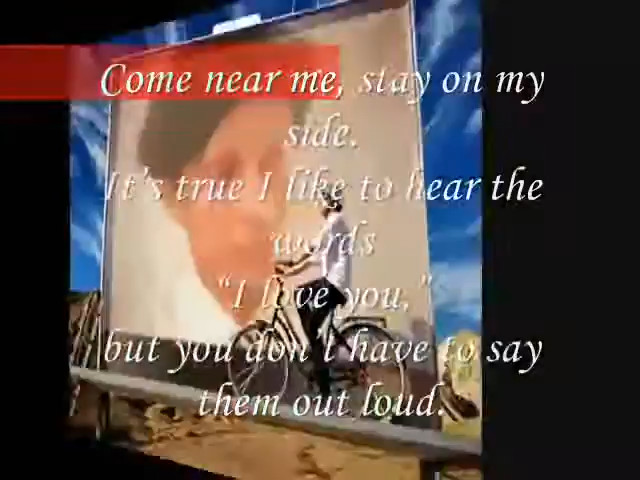 Come near me, stay on my
side.
It's true I like to hear the
words
"I love you,"
but you don't have to say
them out loud.